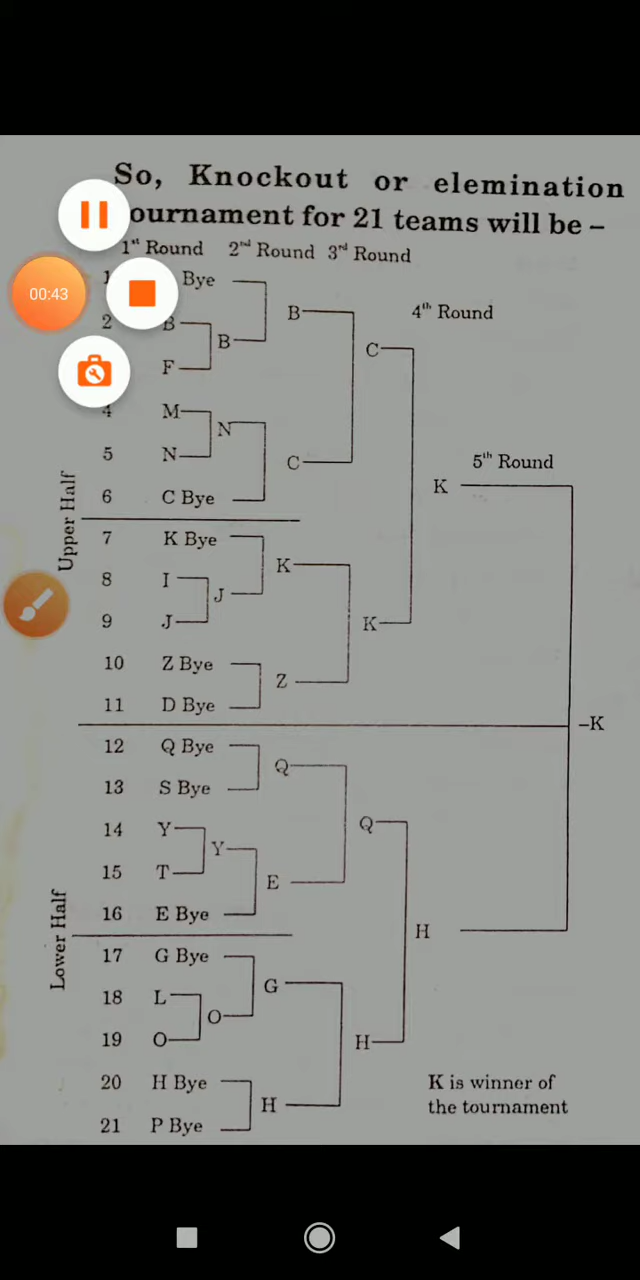 So, Knockout or elemination
ournament for 21 teams will be –
1st Round 2nd Round 3rd Round
4th Round
5th Round
00:43
Upper Half
Lower Half
1 Bye
2 B
F
4 M
5 N
6 C Bye
7 K Bye
8 I
9 J
10 Z Bye
11 D Bye
12 Q Bye
13 S Bye
14 Y
15 T
16 E Bye
17 G Bye
18 L
19 O
20 H Bye
21 P Bye
B
N
J
Y
O
B
C
K
Z
Q
E
G
H
C
K
Q
H
K
H
–K
K is winner of
the tournament